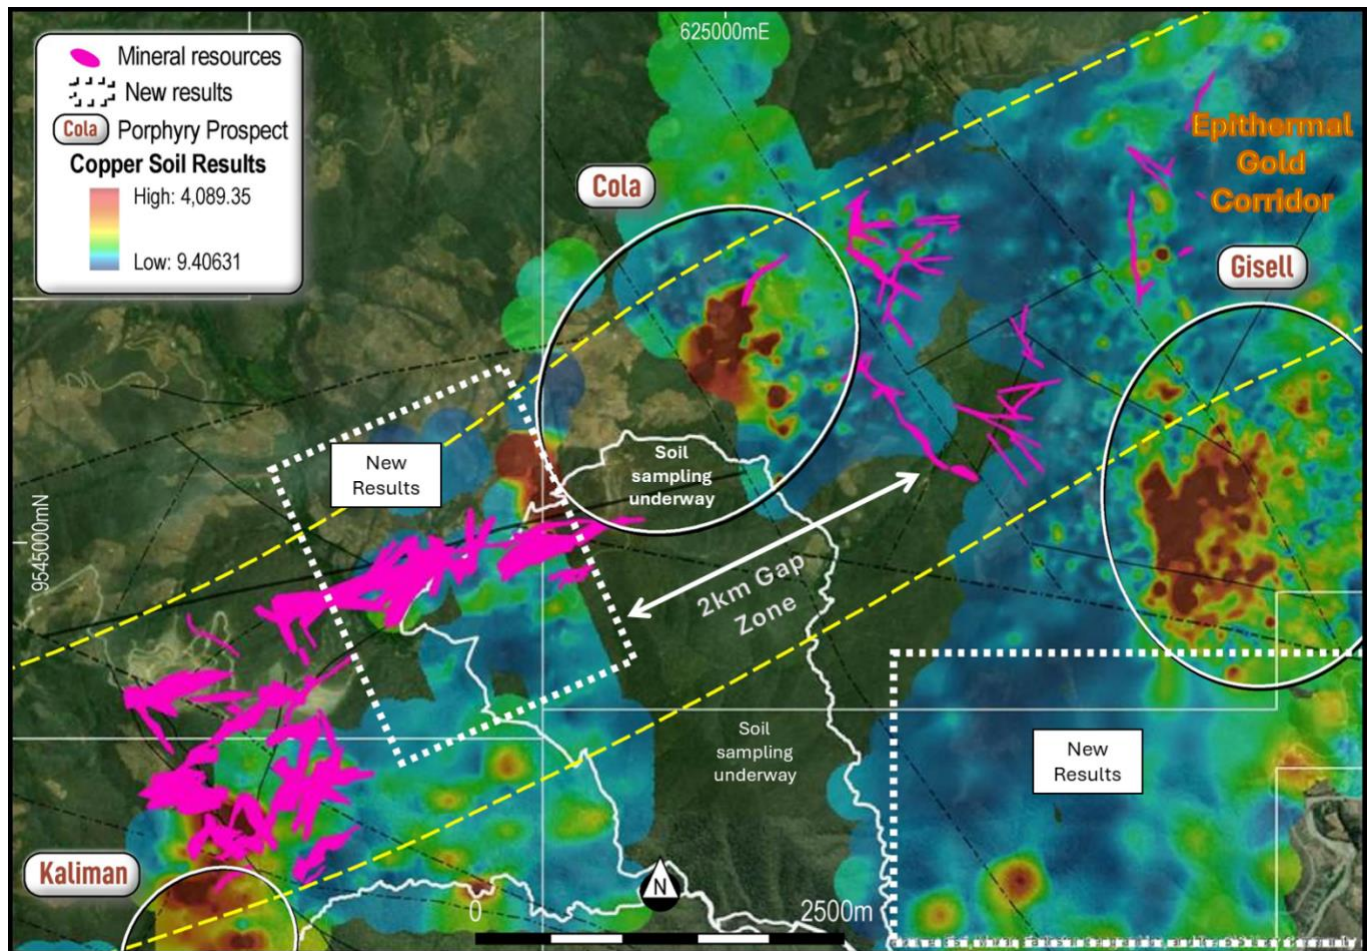 625000mE
Mineral resources
New results
Cola
Porphyry Prospect
Copper Soil Results
High: 4,089.35
Low: 9.40631
Cola
Epithermal
Gold
Corridor
Gisell
New
Results
Soil
sampling
underway
9545000mN
2km Gap
Zone
Soil
sampling
underway
New
Results
Kaliman
N
0
2500m